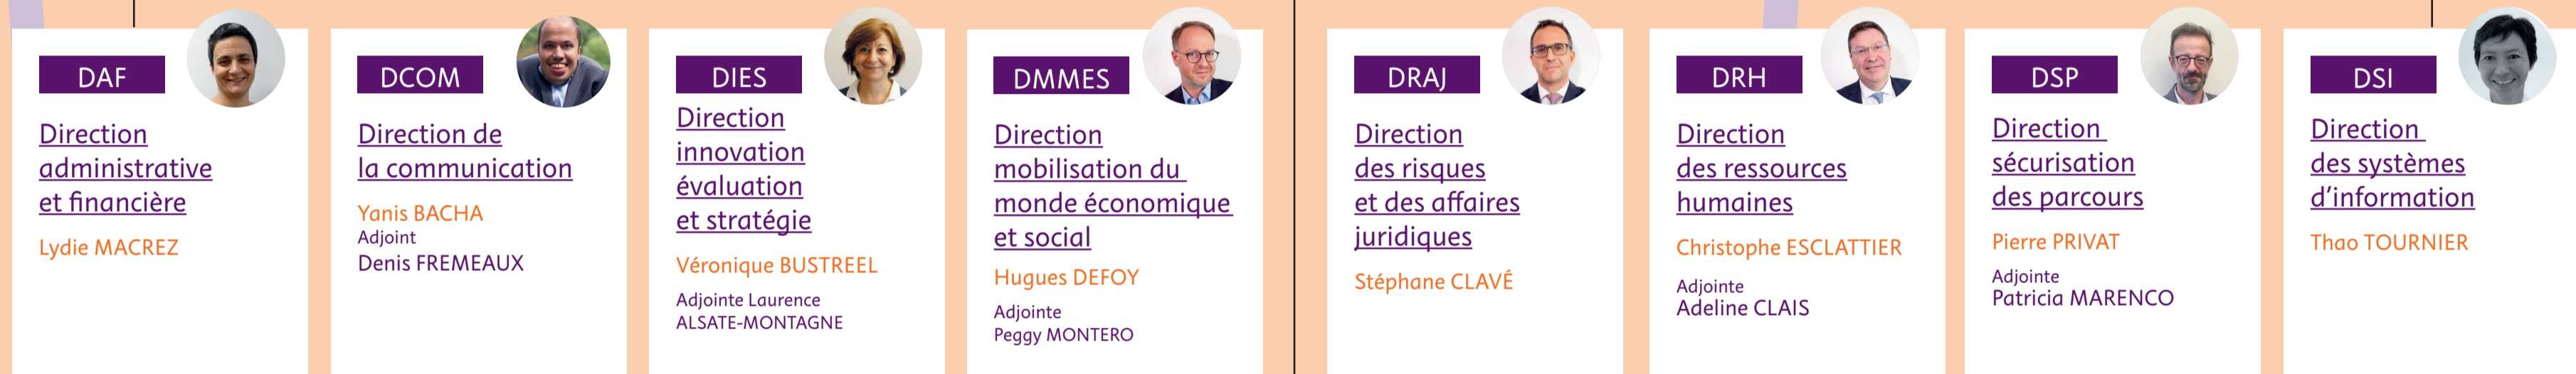 DAF
Direction
administrative
et financière
Lydie MACREZ
DCOM
Direction de
la communication
Yanis BACHA
Adjoint
Denis FREMEAUX
DIES
Direction
innovation
évaluation
et stratégie
Véronique BUSTREEL
Adjointe Laurence
ALSATE-MONTAGNE
DMMES
Direction
mobilisation du
monde économique
et social
Hugues DEFOY
Adjointe
Peggy MONTERO
DRAJ
Direction
des risques
et des affaires
juridiques
Stéphane CLAVÉ
DRH
Direction
des ressources
humaines
Christophe ESCLATTIER
Adjointe
Adeline CLAIS
DSP
Direction
sécurisation
des parcours
Pierre PRIVAT
Adjointe
Patricia MARENCO
DSI
Direction
des systèmes
d'information
Thao TOURNIER